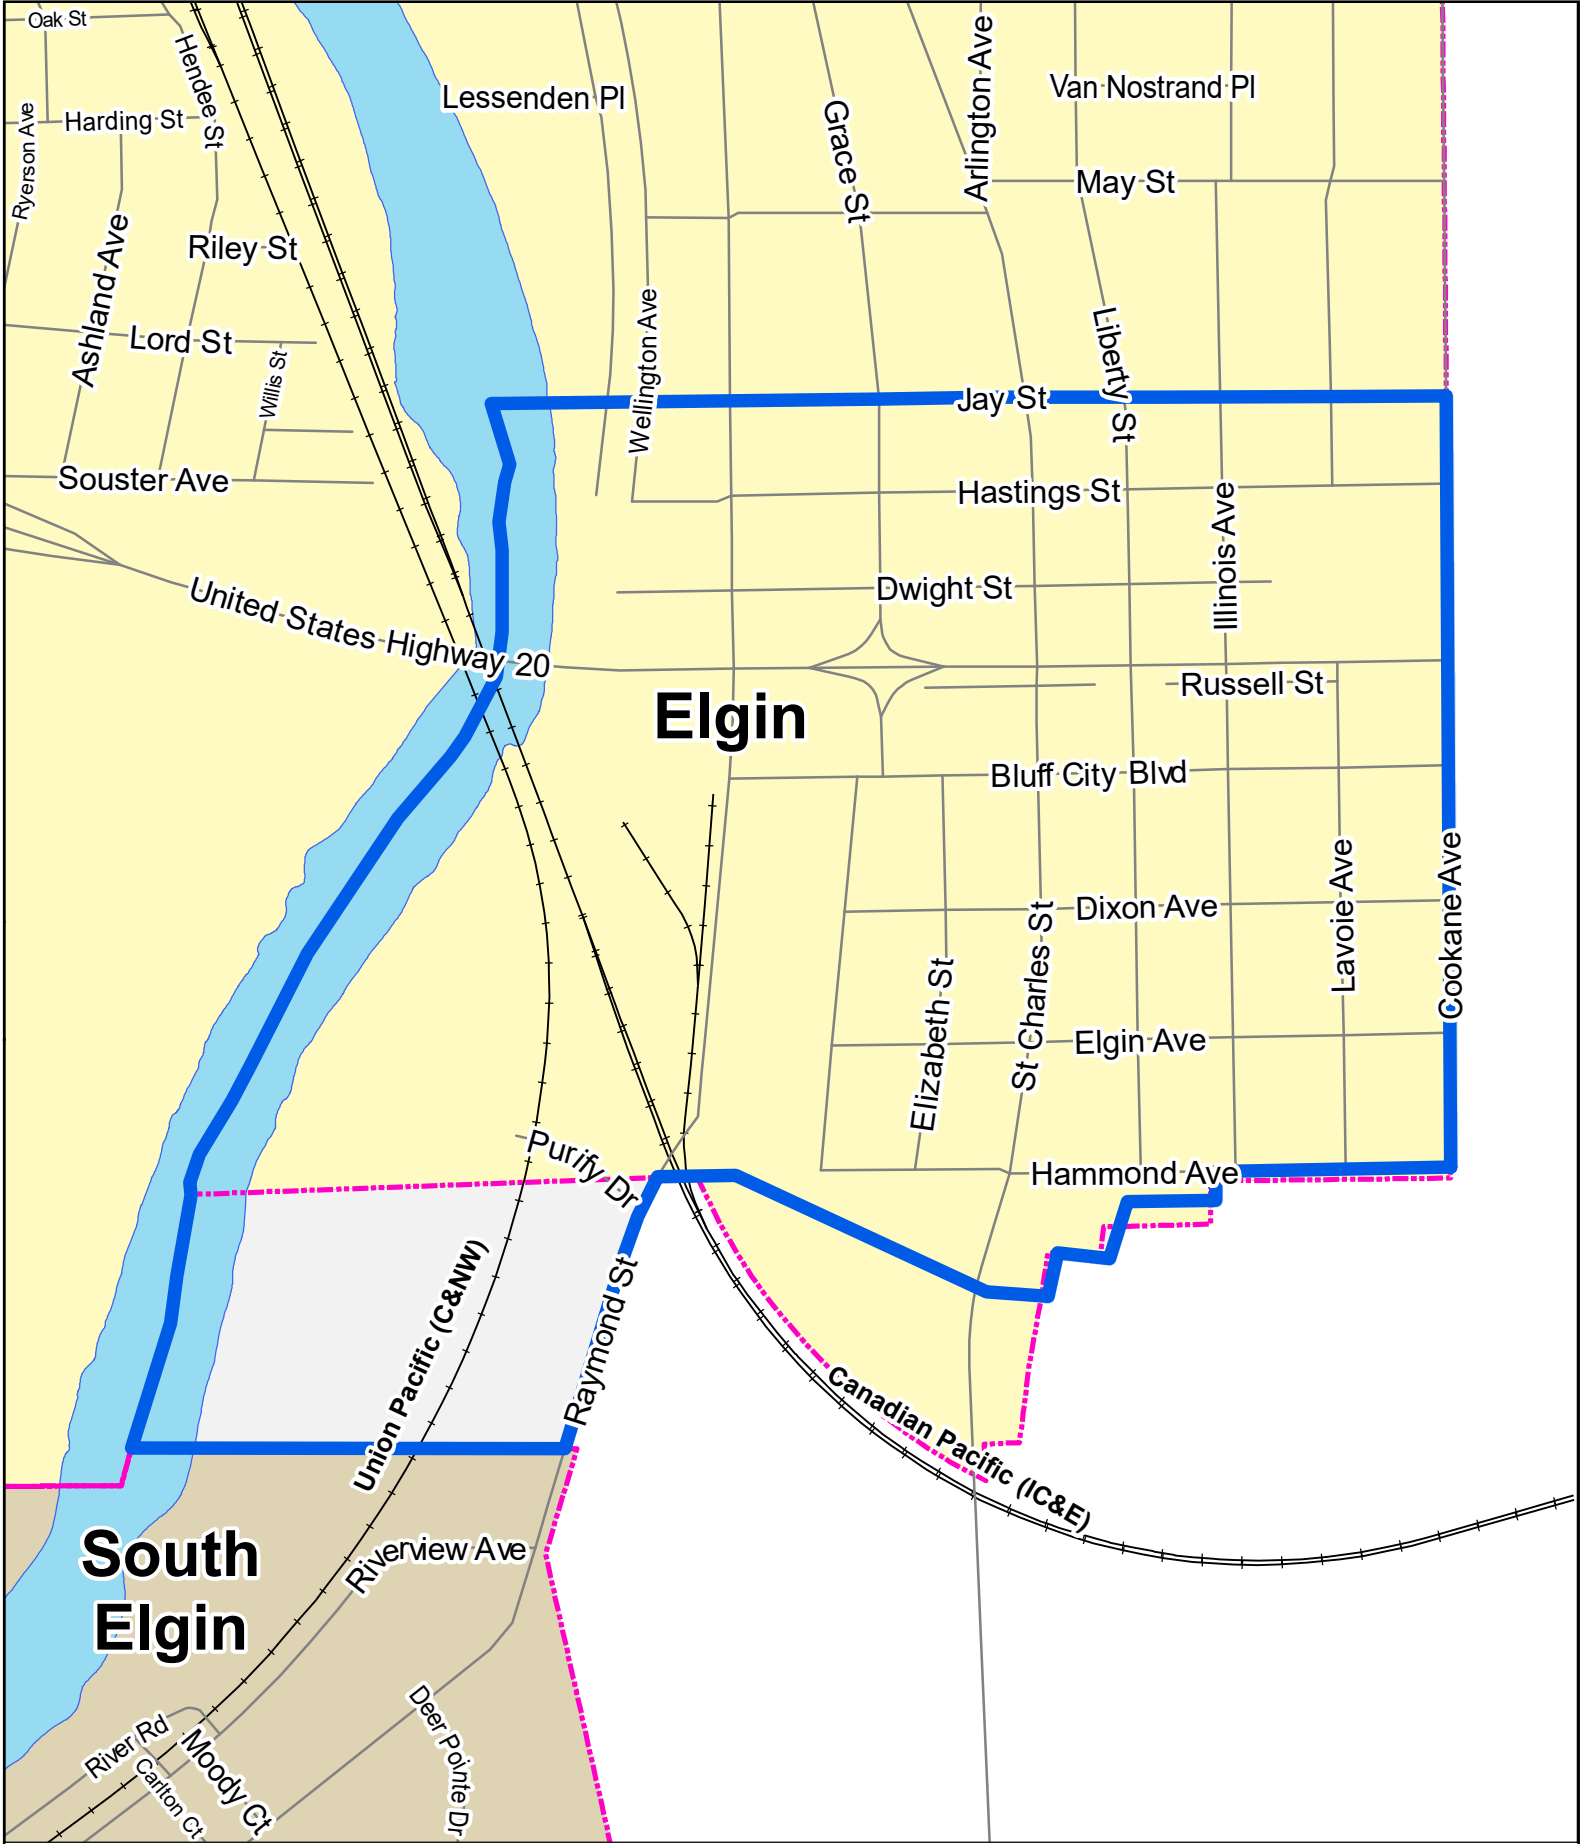 Oak St
Hendee St
Lessenden Pl
Grace St
Arlington Ave
Van Nostrand Pl
Ryerson Ave
Harding St
May St
Ashland Ave
Riley St
Lord St
Willis St
Wellington Ave
Liberty St
Jay St
Souster Ave
Hastings St
Illinois Ave
United States Highway 20
Dwight St
Russell St
Elgin
Bluff City Blvd
Lavoie Ave
Cookane Ave
Dixon Ave
St Charles St
Elizabeth St
Elgin Ave
Purify Dr
Hammond Ave
Union Pacific (C&NW)
Raymond St
Canadian Pacific (IC&E)
South
Elgin
Riverview Ave
River Rd
Carlton Ct
Moody Ct
Deer Pointe Dr